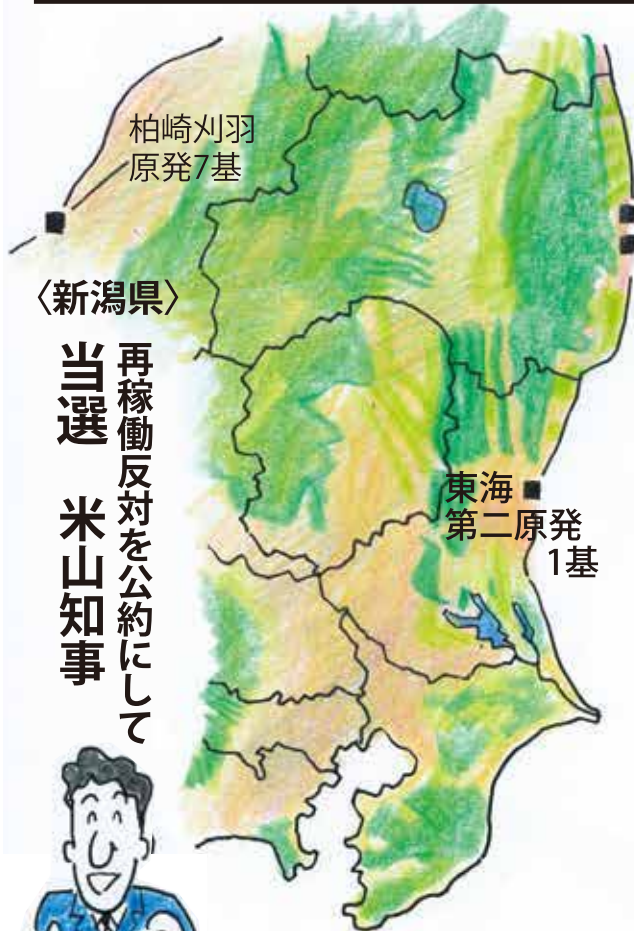 柏崎刈羽
原発7基
〈新潟県〉
再稼働反対を公約にして
当選　米山知事
東海
第二原発
1基